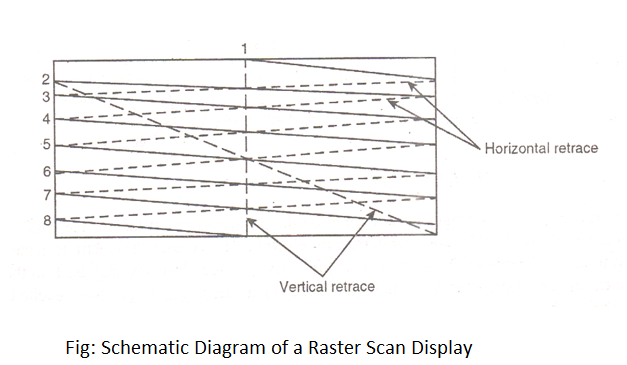 1
2
3
4
5
6
7
8
Horizontal retrace
Vertical retrace
Fig: Schematic Diagram of a Raster Scan Display